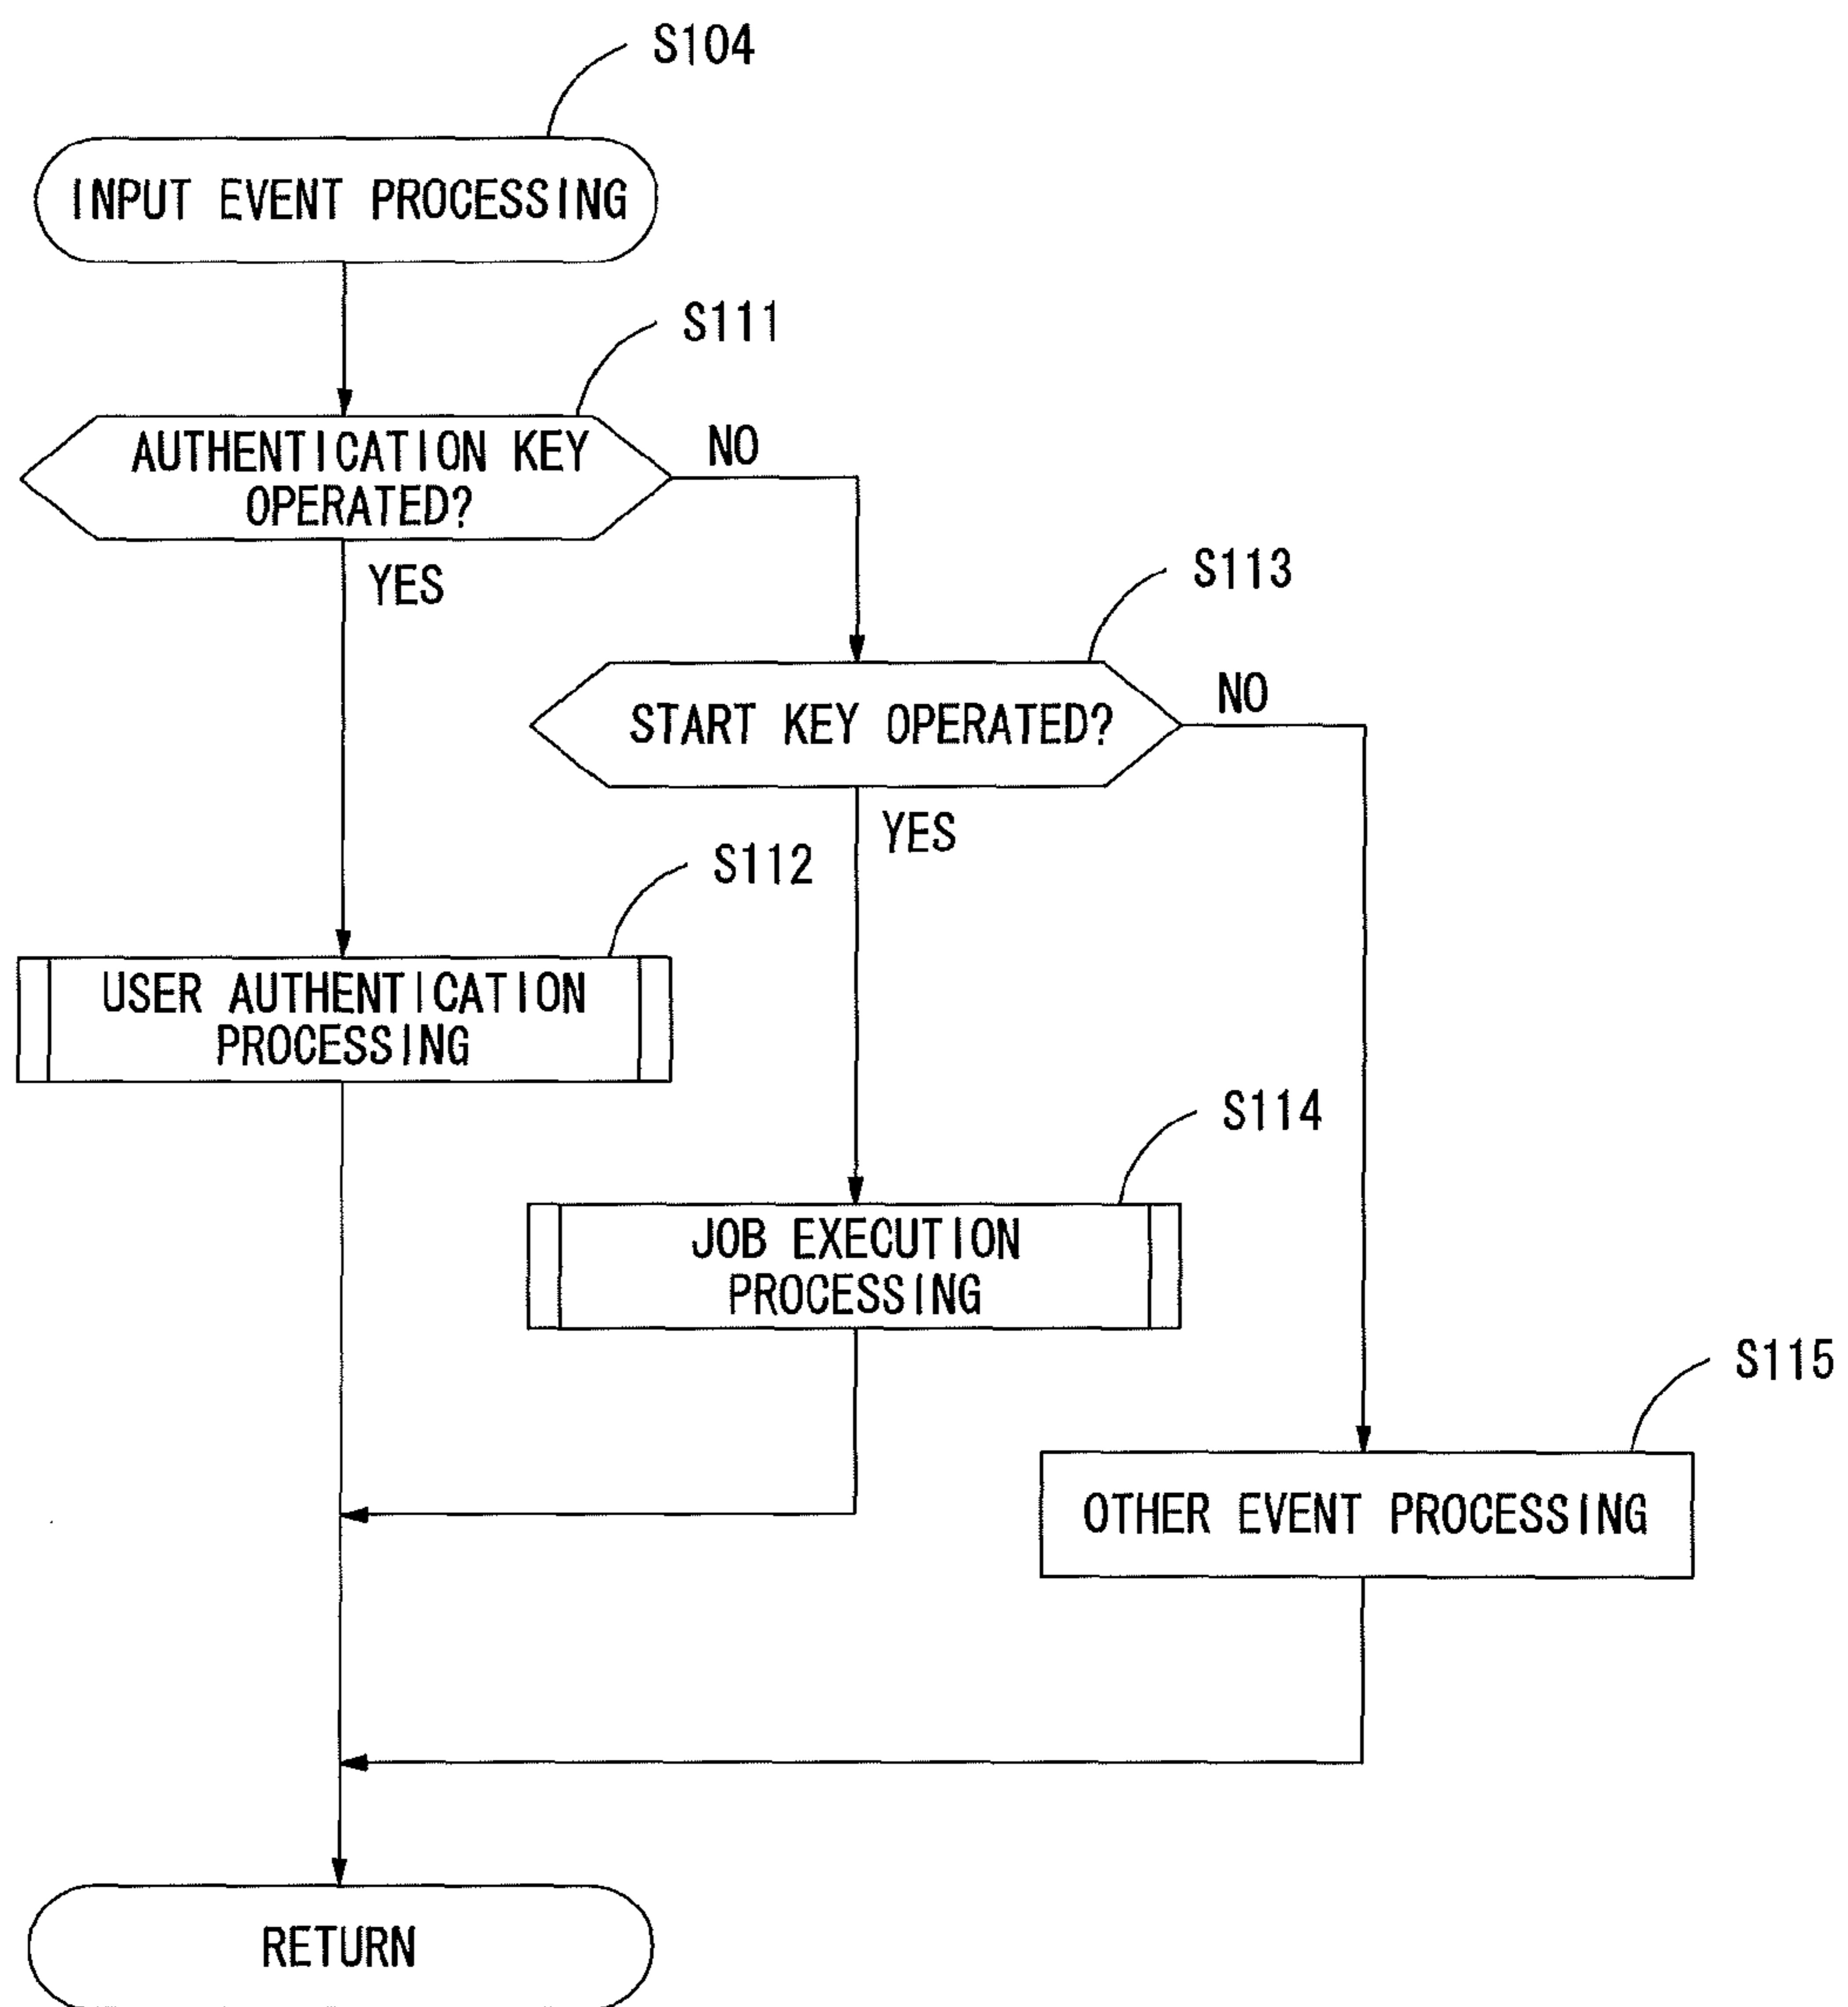 S104
INPUT EVENT PROCESSING
S111
AUTHENTICATION KEY
OPERATED?
NO
YES
S113
START KEY OPERATED?
NO
YES
S112
USER AUTHENTICATION
PROCESSING
S114
JOB EXECUTION
PROCESSING
S115
OTHER EVENT PROCESSING
RETURN